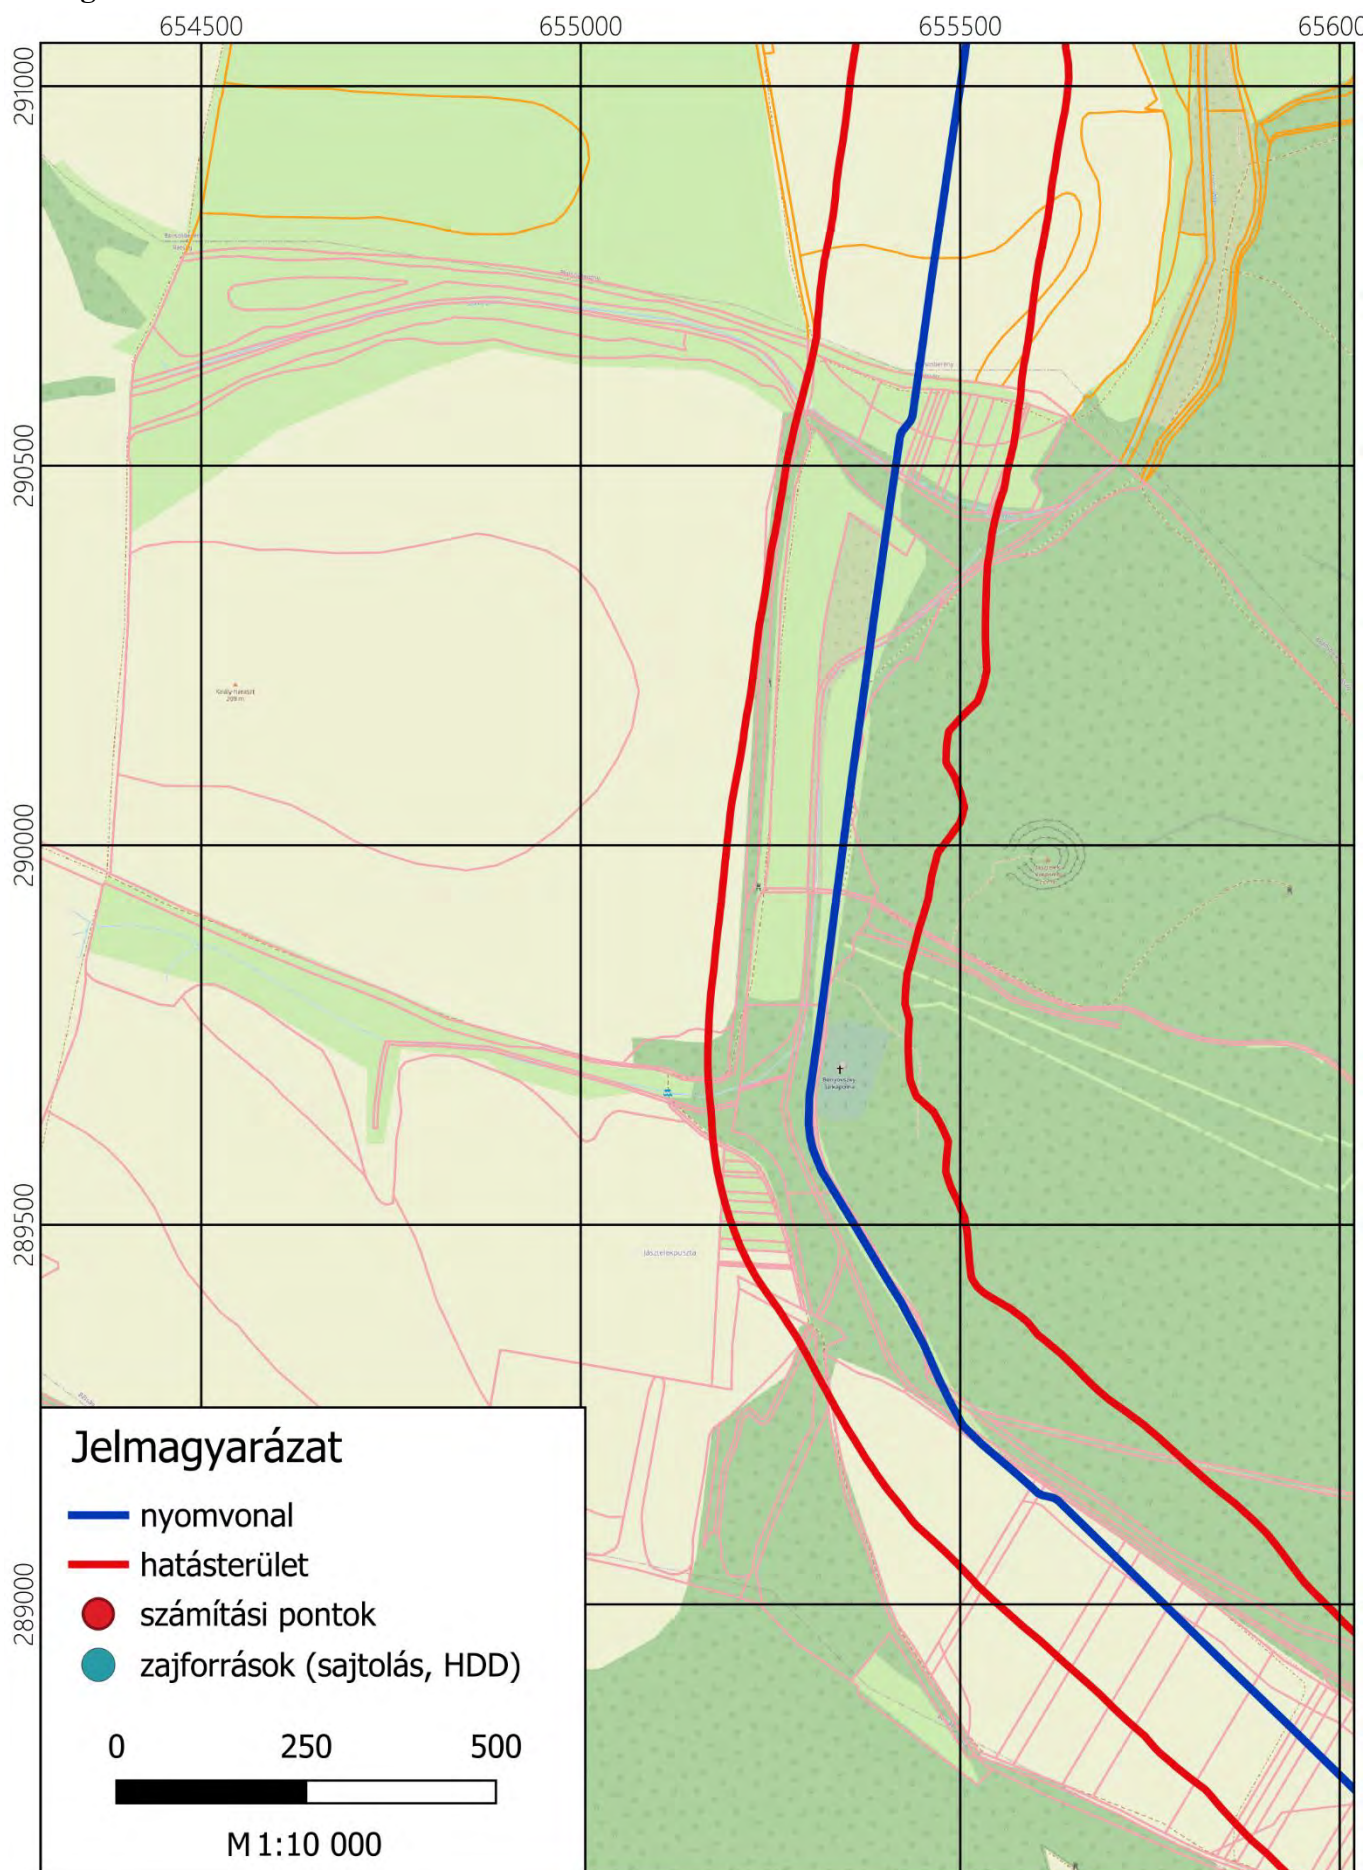 654500 655000 655500 65600
291000
290500
290000
289500
289000
Jásztelekpuszta
Jelmagyarázat
nyomvonal
hatásterület
számítási pontok
zajforrások (sajtolás, HDD)
0 250 500
M 1:10 000